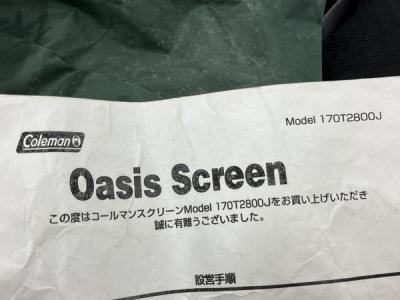 Model 170T2800J
Coleman
Oasis Screen
この度はコールマンスクリーンModel 170T2800Jをお買い上げいただき
誠に有難うございました。
設営手順